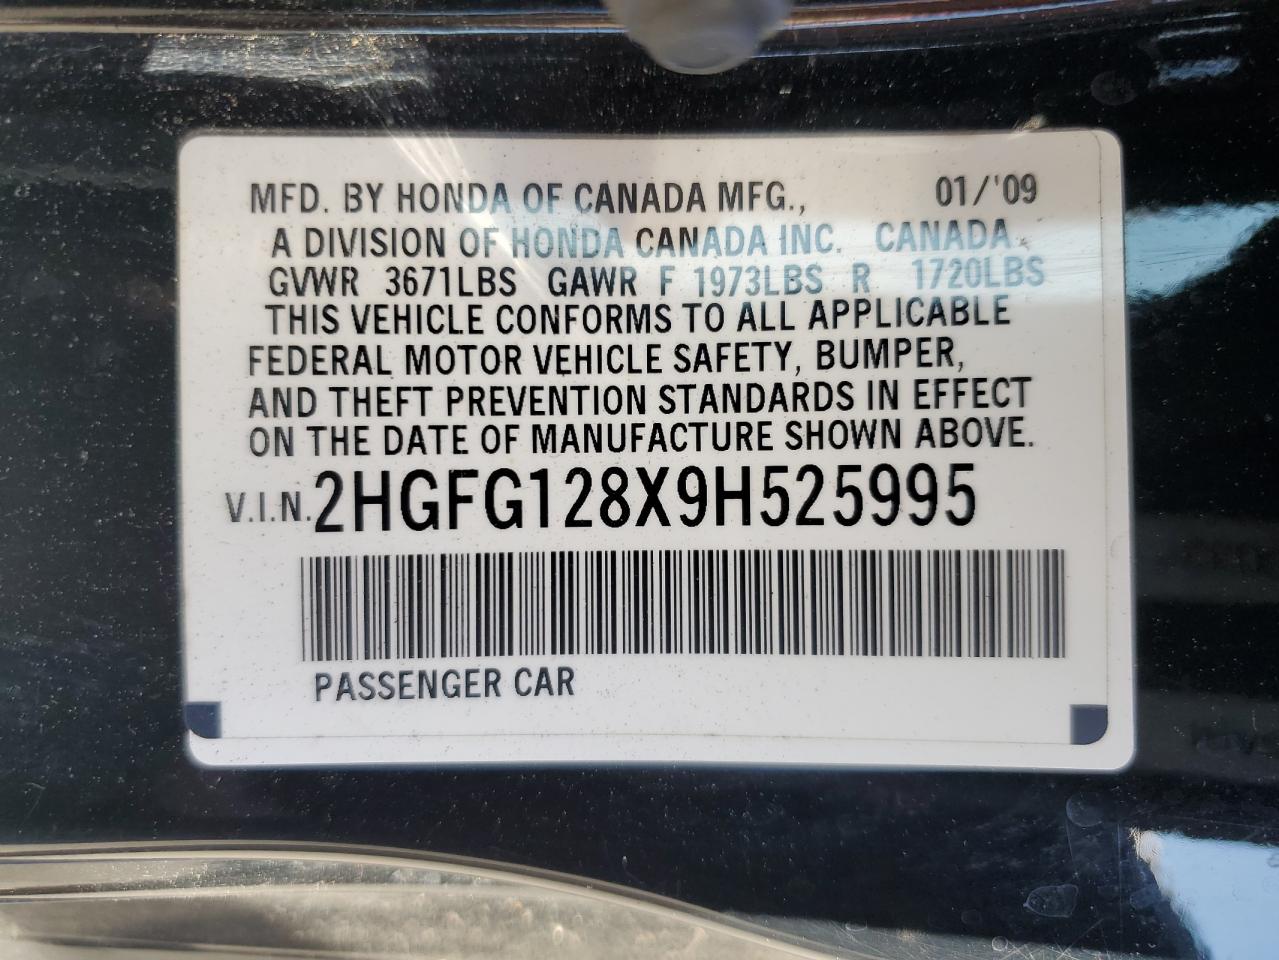 MFD. BY HONDA OF CANADA MFG., 01/'09
A DIVISION OF HONDA CANADA INC. CANADA
GVWR 3671LBS GAWR F 1973LBS R 1720LBS
THIS VEHICLE CONFORMS TO ALL APPLICABLE
FEDERAL MOTOR VEHICLE SAFETY, BUMPER,
AND THEFT PREVENTION STANDARDS IN EFFECT
ON THE DATE OF MANUFACTURE SHOWN ABOVE.
V.I.N. 2HGFG128X9H525995
PASSENGER CAR